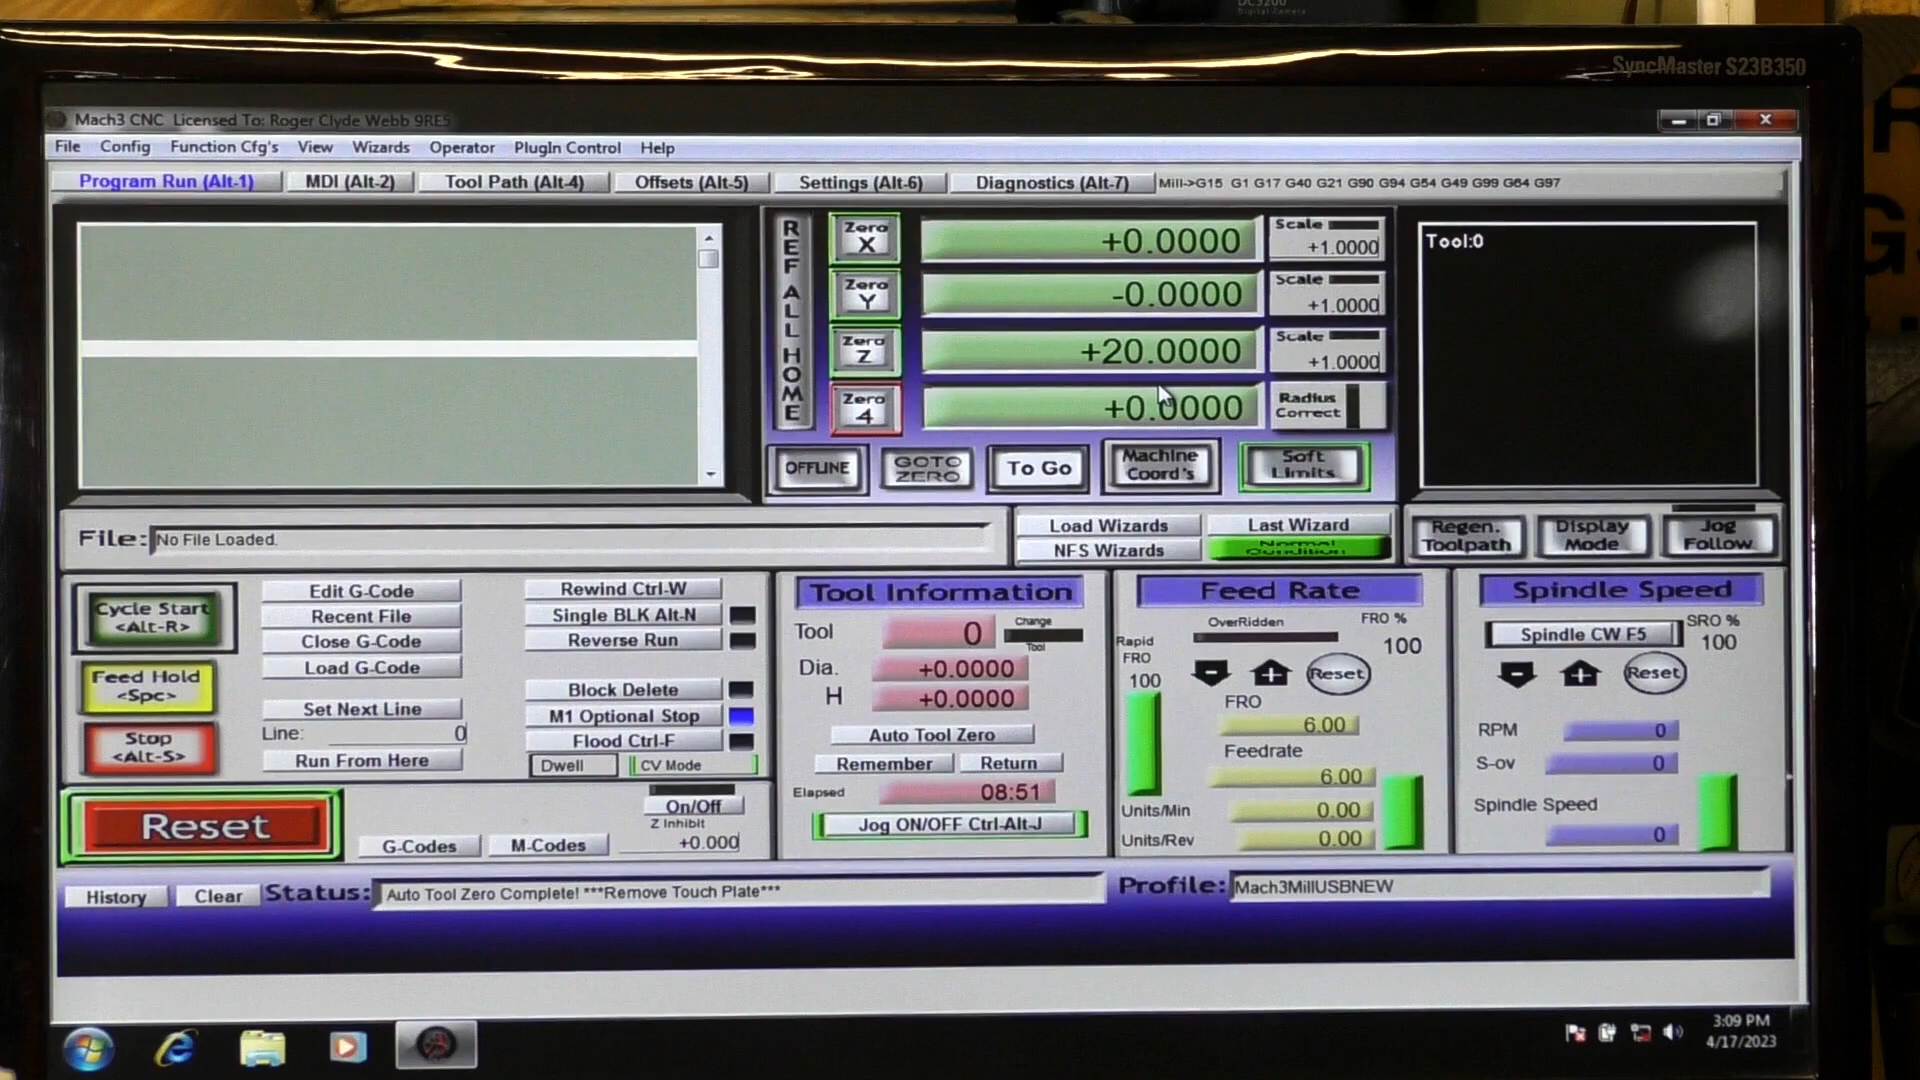 DC3200
Digital Camera
SyncMaster S23B350
Mach3 CNC Licensed To: Roger Clyde Webb 9RE5
File Config Function Cfg's View Wizards Operator PlugIn Control Help
Program Run (Alt-1) MDI (Alt-2) Tool Path (Alt-4) Offsets (Alt-5) Settings (Alt-6) Diagnostics (Alt-7) Mill->G15 G1 G17 G40 G21 G90 G94 G54 G49 G99 G64 G97
REF ALL HOME
Zero X +0.0000 Scale +1.0000
Zero Y -0.0000 Scale +1.0000
Zero Z +20.0000 Scale +1.0000
Zero 4 +0.0000 Radius Correct
Tool:0
OFFLINE GOTO ZERO To Go Machine Coord's Soft Limits
File: No File Loaded.
Load Wizards Last Wizard
NFS Wizards Normal Condition
Regen. Toolpath Display Mode Jog Follow
Cycle Start <Alt-R>
Feed Hold <Spc>
Stop <Alt-S>
Edit G-Code
Recent File
Close G-Code
Load G-Code
Set Next Line
Line: 0
Run From Here
Rewind Ctrl-W
Single BLK Alt-N
Reverse Run
Block Delete
M1 Optional Stop
Flood Ctrl-F
Dwell CV Mode
Reset
G-Codes M-Codes
On/Off
Z Inhibit
+0.000
Tool Information
Tool 0 Change Tool
Dia. +0.0000
H +0.0000
Auto Tool Zero
Remember Return
Elapsed 08:51
Jog ON/OFF Ctrl-Alt-J
Feed Rate
OverRidden FRO %
100
Rapid FRO
100
Reset
FRO
6.00
Feedrate
6.00
Units/Min 0.00
Units/Rev 0.00
Spindle Speed
Spindle CW F5 SRO %
100
Reset
RPM 0
S-ov 0
Spindle Speed
0
History Clear Status: Auto Tool Zero Complete! ***Remove Touch Plate***
Profile: Mach3MillUSBNEW
3:09 PM
4/17/2023